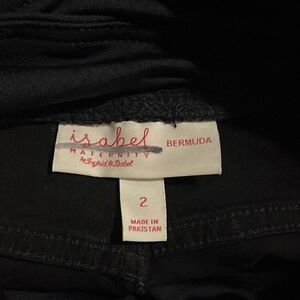 isabel
MATERNITY
by Ingrid & Isabel
BERMUDA
2
MADE IN
PAKISTAN